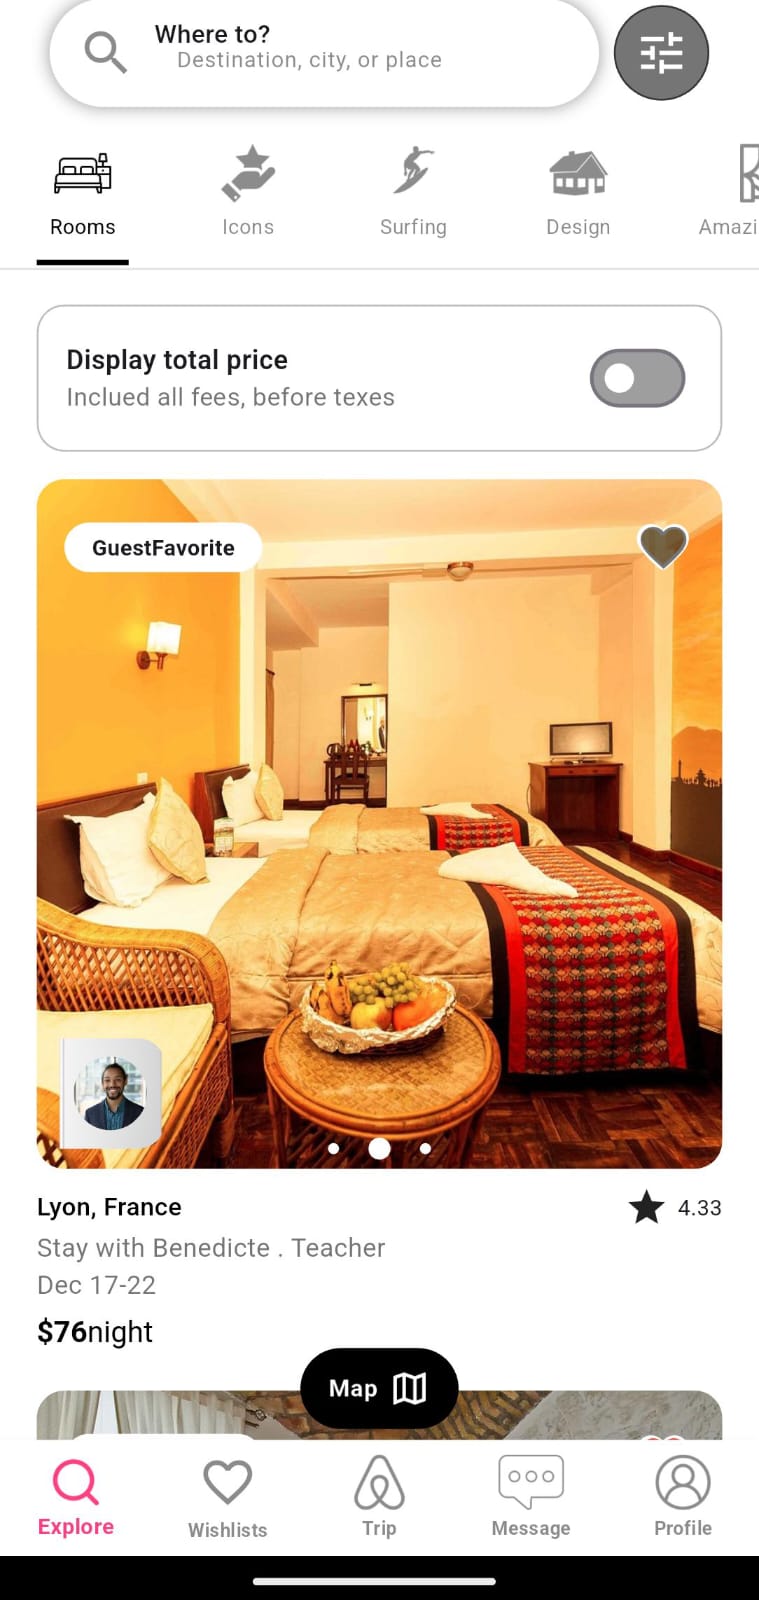 Where to?
Destination, city, or place
Rooms
Icons
Surfing
Design
Amazi
Display total price
Inclued all fees, before texes
GuestFavorite
Lyon, France
4.33
Stay with Benedicte . Teacher
Dec 17-22
$76night
Map
Explore
Wishlists
Trip
Message
Profile